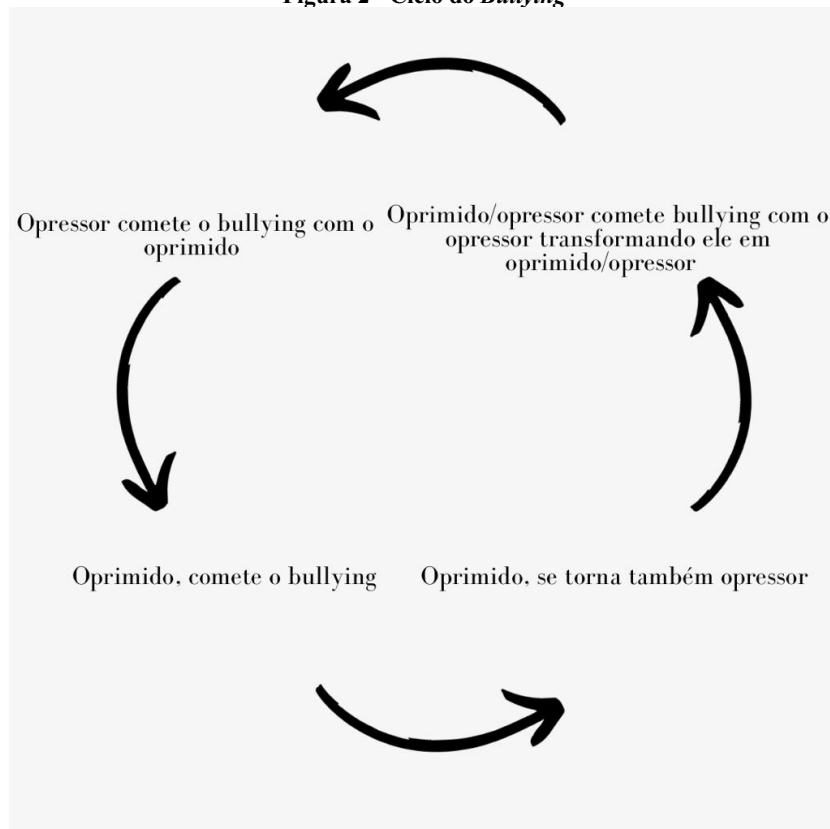 Figura 2 - Ciclo do Bullying
Opressor comete o bullying com o
oprimido
Oprimido/opressor comete bullying com o
opressor transformando ele em
oprimido/opressor
Oprimido, comete o bullying
Oprimido, se torna também opressor